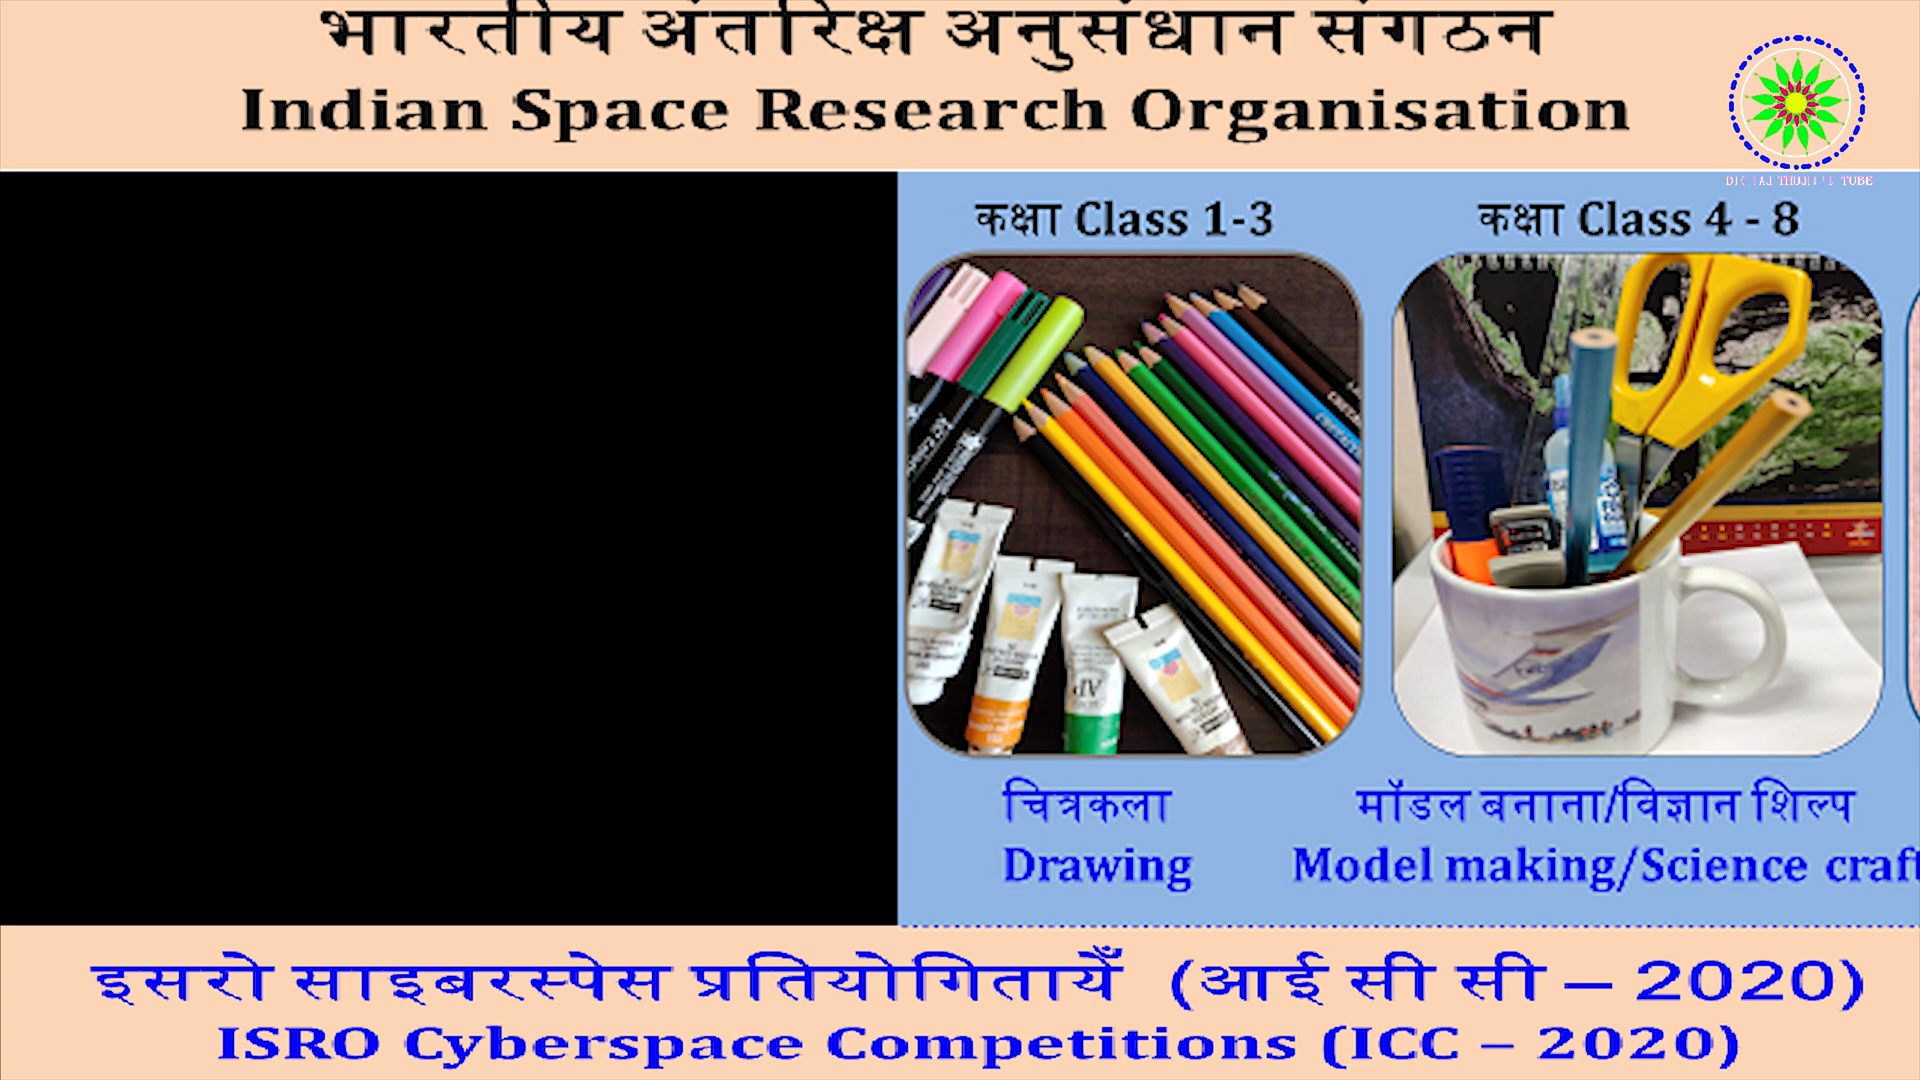 भारतीय अंतरिक्ष अनुसंधान संगठन
Indian Space Research Organisation
कक्षा Class 1-3
कक्षा Class 4 - 8
चित्रकला
Drawing
मॉडल बनाना/विज्ञान शिल्प
Model making/Science craft
इसरो साइबरस्पेस प्रतियोगितायेँ (आई सी सी – 2020)
ISRO Cyberspace Competitions (ICC – 2020)